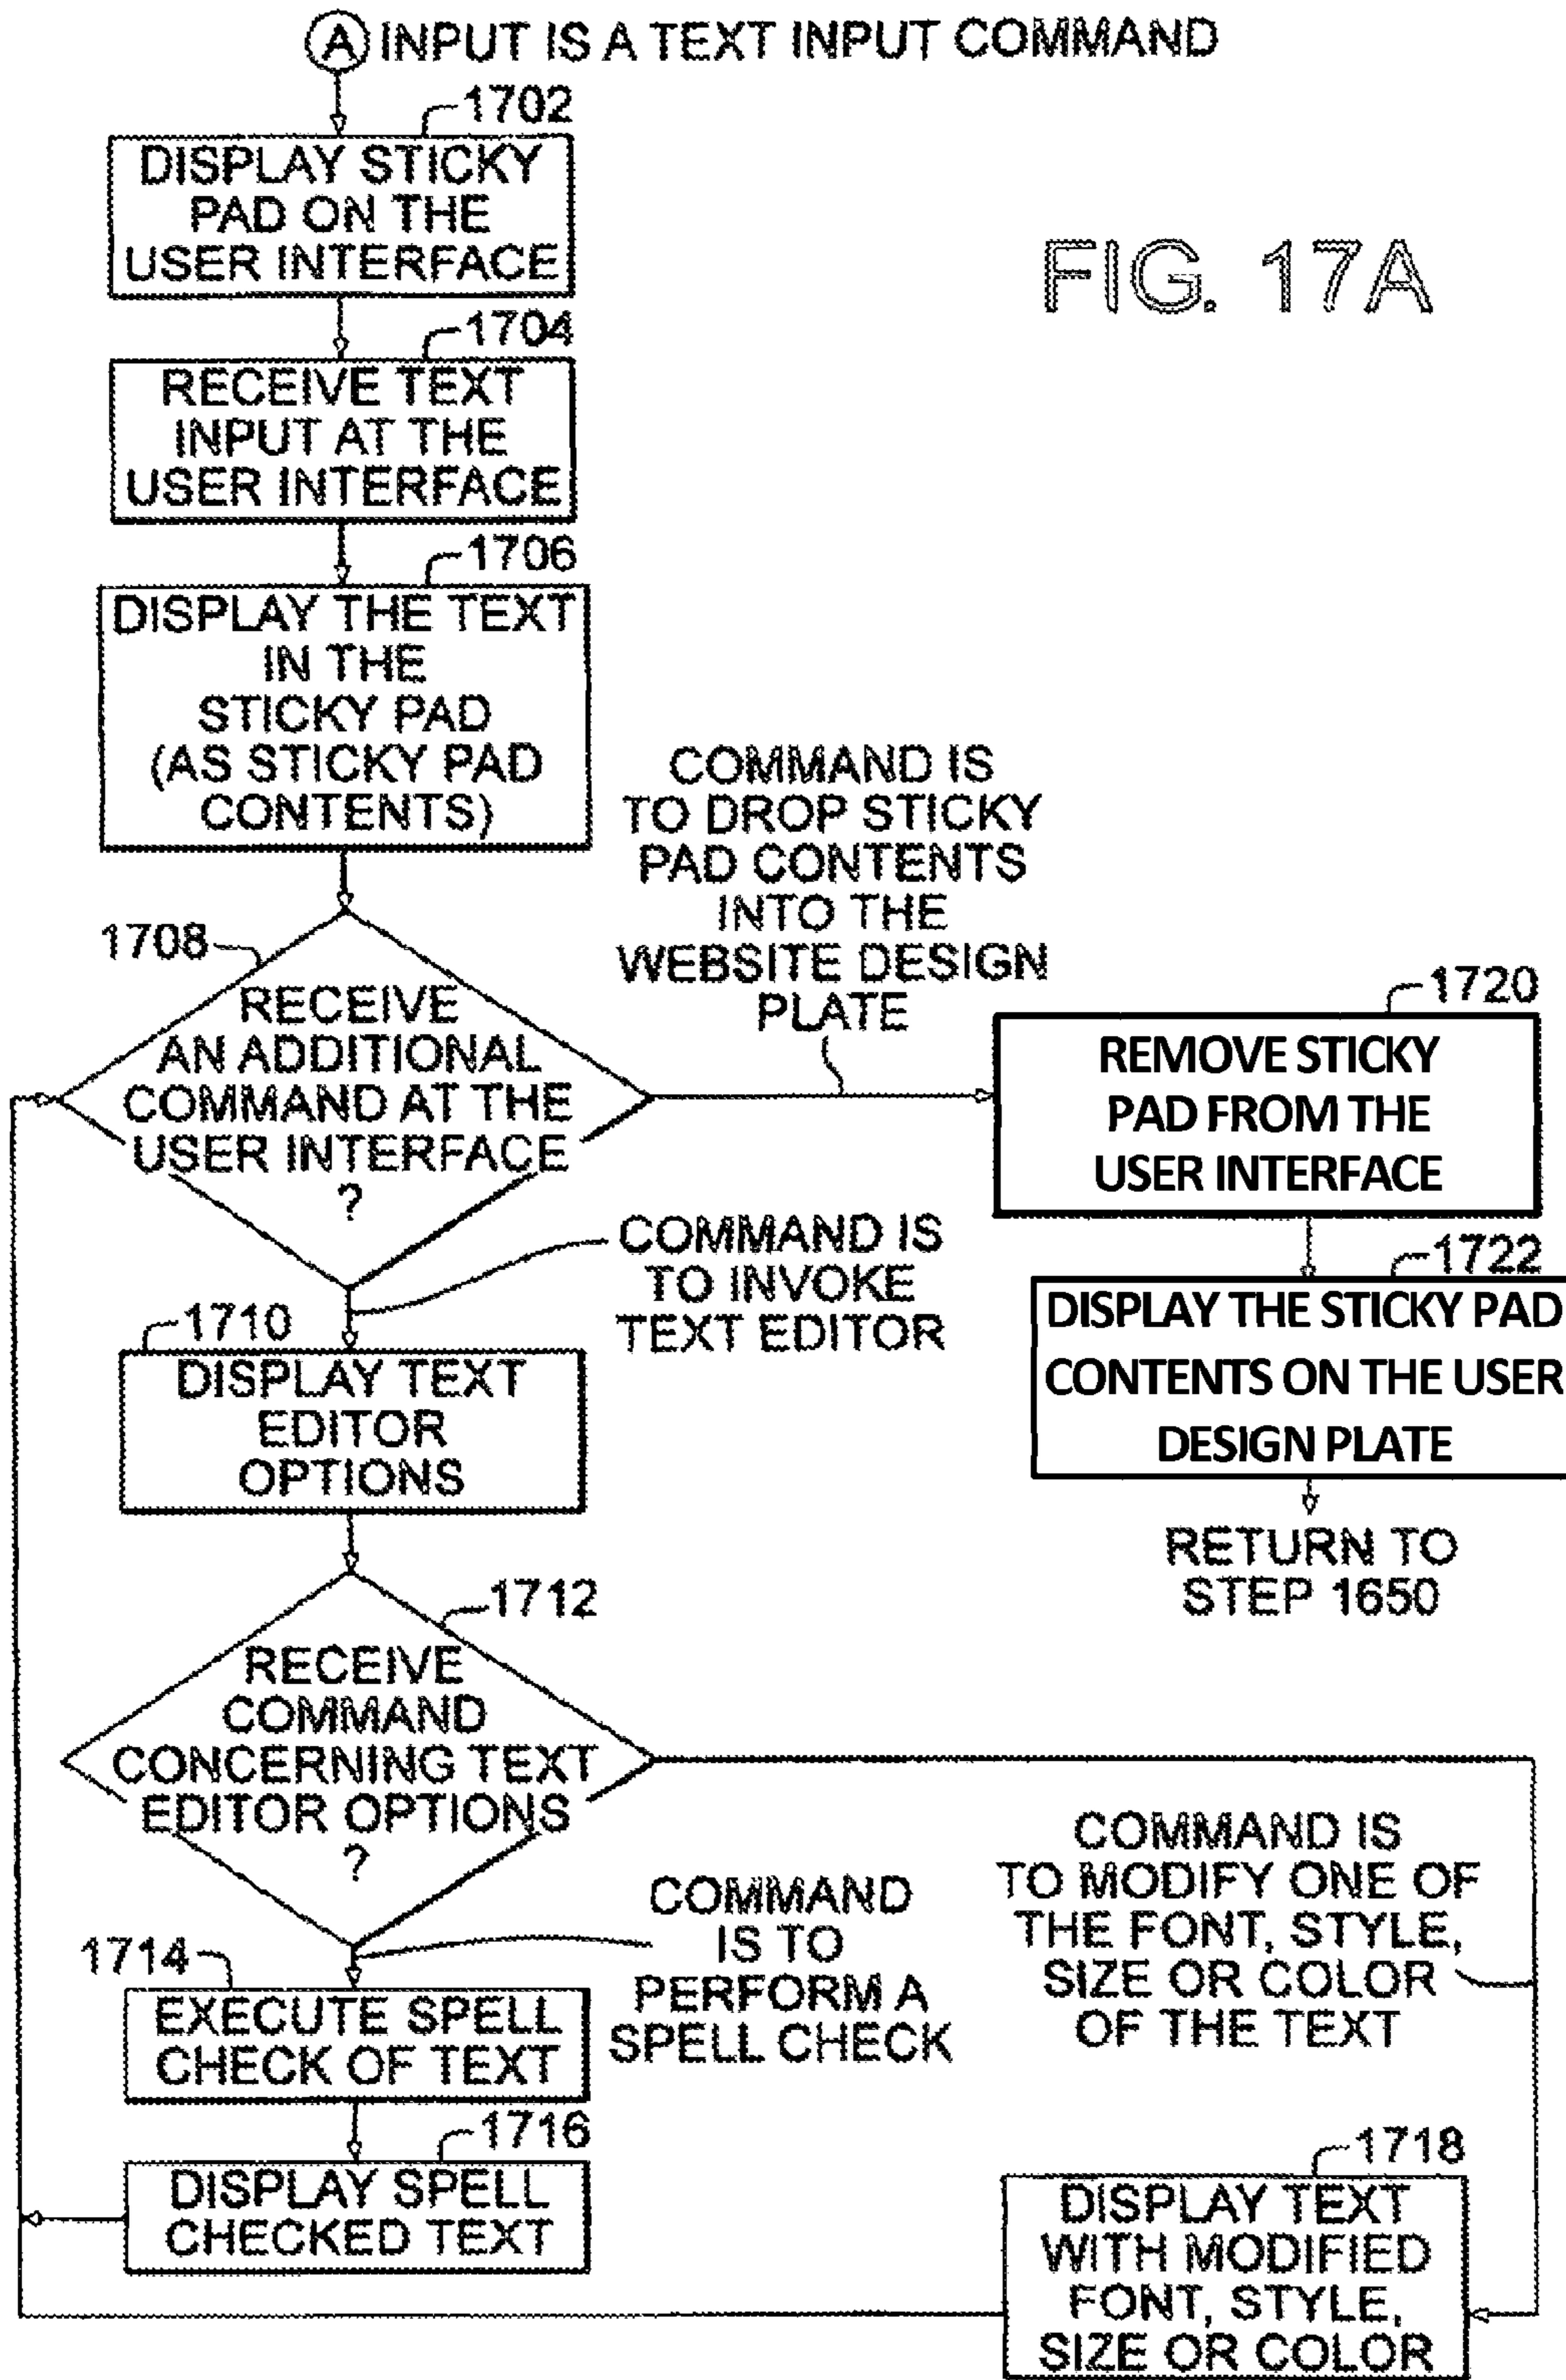 A INPUT IS A TEXT INPUT COMMAND
1702
DISPLAY STICKY
PAD ON THE
USER INTERFACE
FIG. 17A
1704
RECEIVE TEXT
INPUT AT THE
USER INTERFACE
1706
DISPLAY THE TEXT
IN THE
STICKY PAD
(AS STICKY PAD
CONTENTS)
COMMAND IS
TO DROP STICKY
PAD CONTENTS
INTO THE
WEBSITE DESIGN
PLATE
1708
RECEIVE
AN ADDITIONAL
COMMAND AT THE
USER INTERFACE
?
1720
REMOVE STICKY
PAD FROM THE
USER INTERFACE
COMMAND IS
TO INVOKE
TEXT EDITOR
1722
DISPLAY THE STICKY PAD
CONTENTS ON THE USER
DESIGN PLATE
RETURN TO
STEP 1650
1710
DISPLAY TEXT
EDITOR
OPTIONS
1712
RECEIVE
COMMAND
CONCERNING TEXT
EDITOR OPTIONS
?
COMMAND IS
TO MODIFY ONE OF
THE FONT, STYLE,
SIZE OR COLOR
OF THE TEXT
COMMAND
IS TO
PERFORM A
SPELL CHECK
1714
EXECUTE SPELL
CHECK OF TEXT
1716
DISPLAY SPELL
CHECKED TEXT
1718
DISPLAY TEXT
WITH MODIFIED
FONT, STYLE,
SIZE OR COLOR